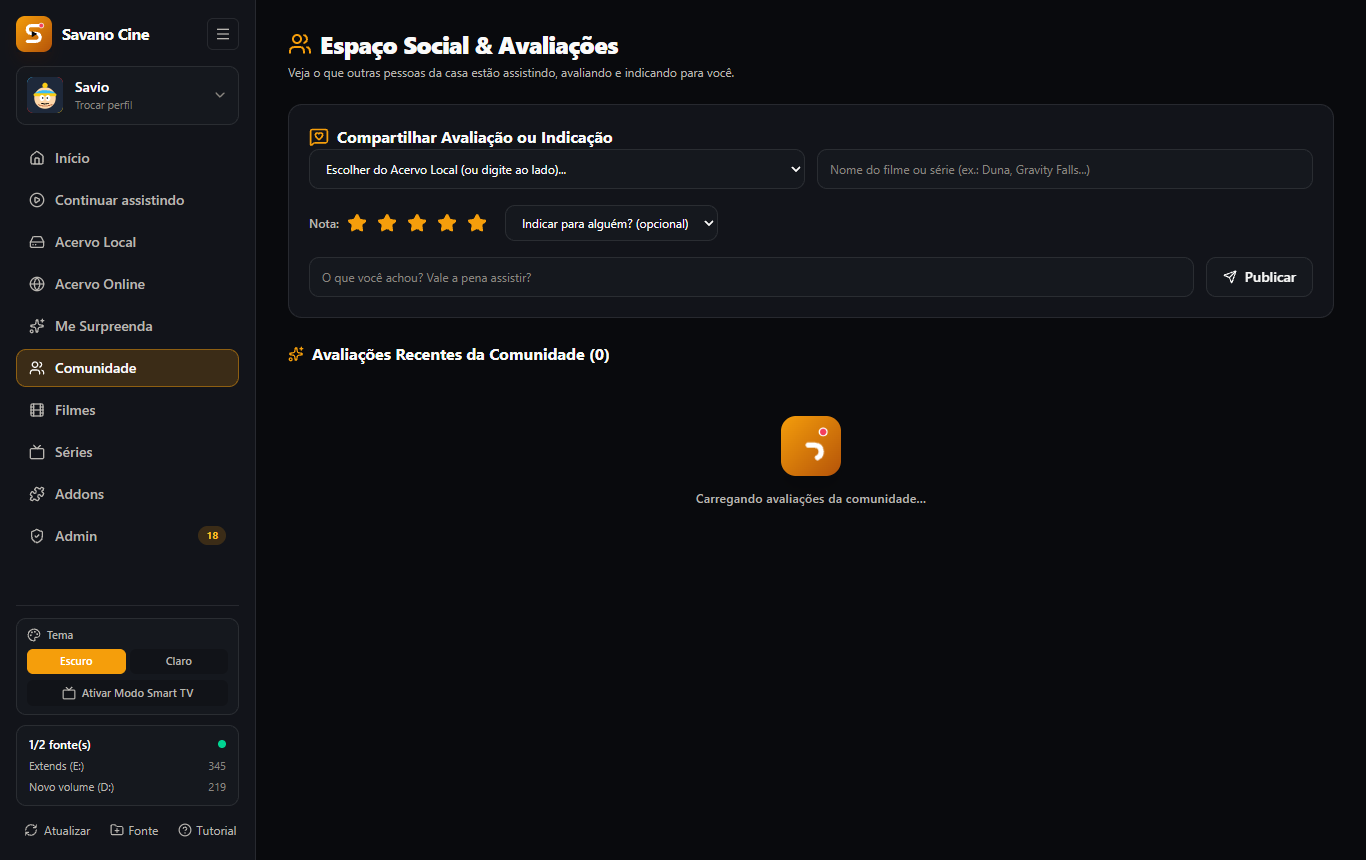 Savano Cine
Savio
Trocar perfil
Início
Continuar assistindo
Acervo Local
Acervo Online
Me Surpreenda
Comunidade
Filmes
Séries
Addons
Admin 18
Tema
Escuro Claro
Ativar Modo Smart TV
1/2 fonte(s)
Extends (E:) 345
Novo volume (D:) 219
Atualizar Fonte Tutorial
Espaço Social & Avaliações
Veja o que outras pessoas da casa estão assistindo, avaliando e indicando para você.
Compartilhar Avaliação ou Indicação
Escolher do Acervo Local (ou digite ao lado)... Nome do filme ou série (ex.: Duna, Gravity Falls...)
Nota: Indicar para alguém? (opcional)
O que você achou? Vale a pena assistir? Publicar
Avaliações Recentes da Comunidade (0)
Carregando avaliações da comunidade...